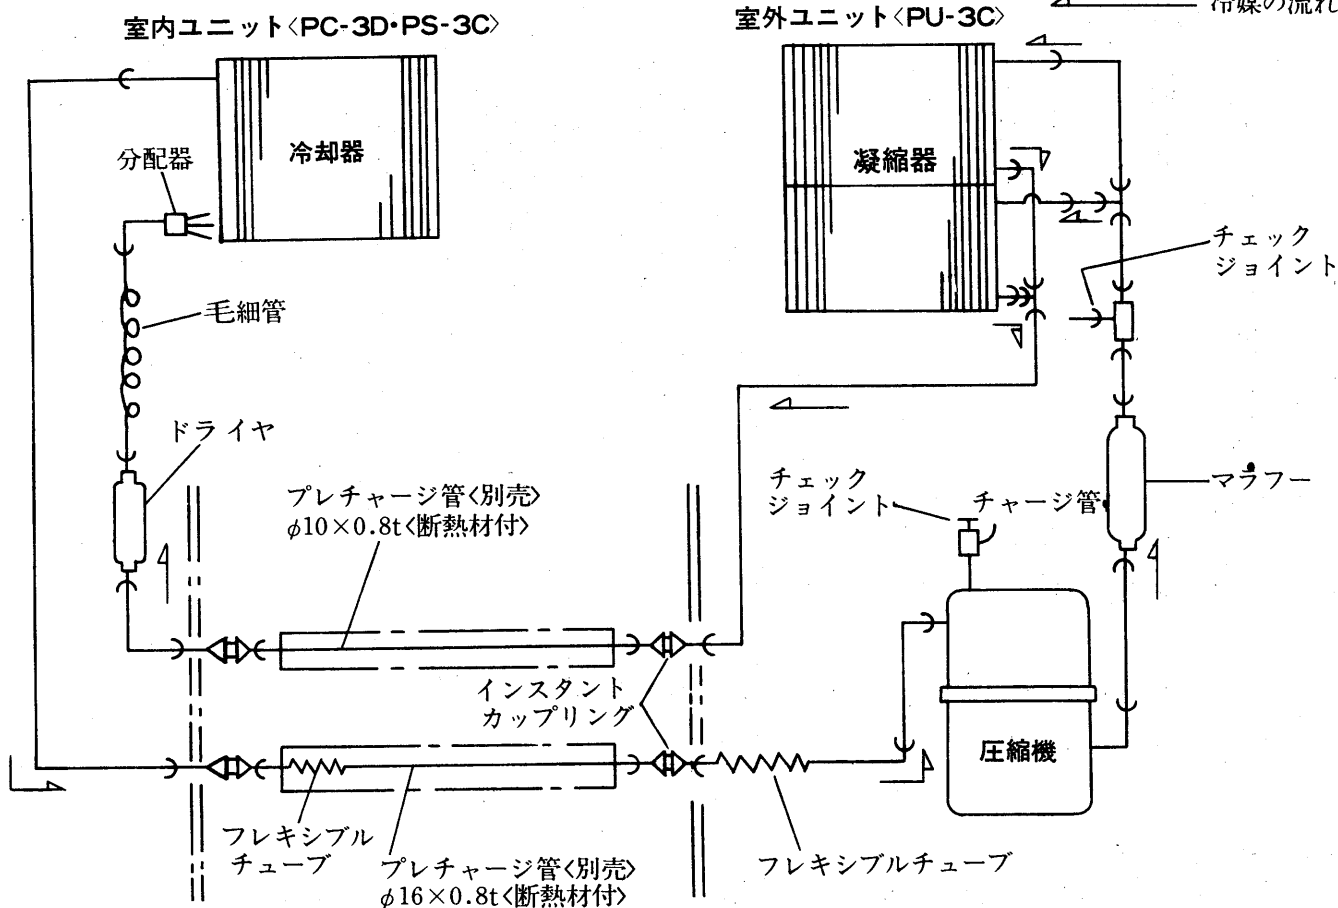 室内ユニット〈PC-3D・PS-3C〉
室外ユニット〈PU-3C〉
冷媒の流れ
冷却器
凝縮器
分配器
チェック
ジョイント
毛細管
ドライヤ
プレチャージ管〈別売〉
φ10×0.8t〈断熱材付〉
チェック
ジョイント
チャージ管
マラフー
インスタント
カップリング
圧縮機
フレキシブル
チューブ
プレチャージ管〈別売〉
φ16×0.8t〈断熱材付〉
フレキシブルチューブ